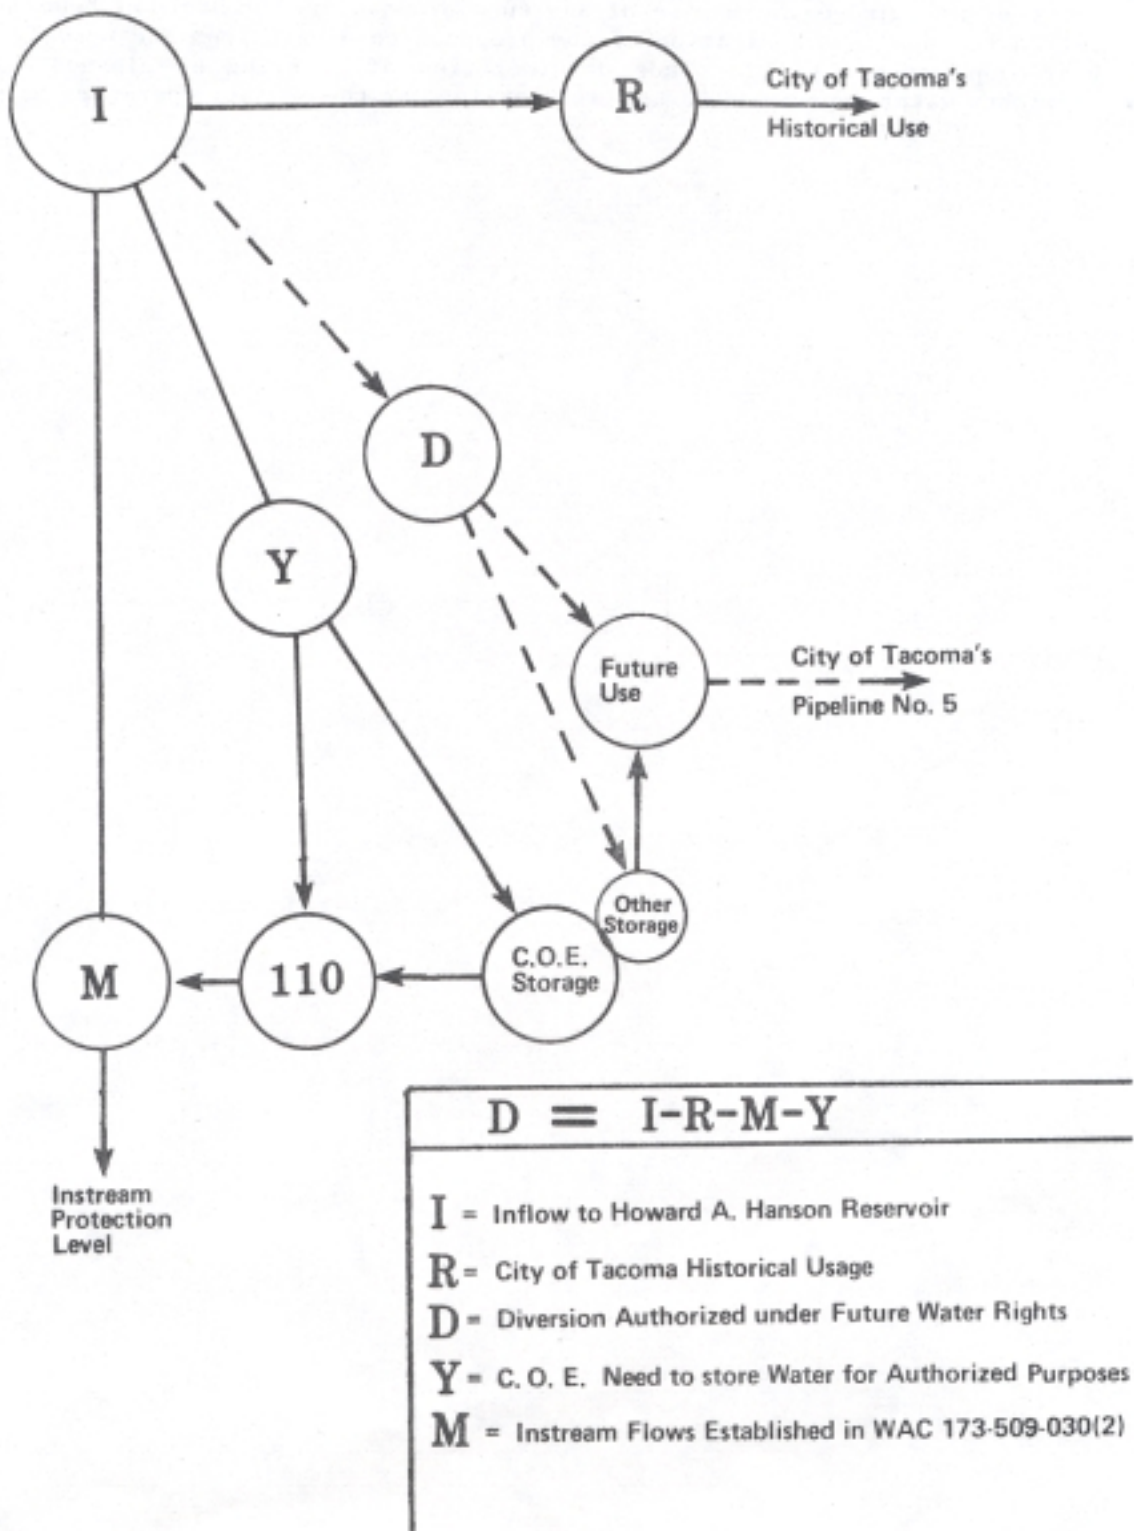 I
R
City of Tacoma's
Historical Use
D
Y
Future
Use
City of Tacoma's
Pipeline No. 5
Other
Storage
C.O.E.
Storage
110
M
Instream
Protection
Level
D = I-R-M-Y
I = Inflow to Howard A. Hanson Reservoir
R = City of Tacoma Historical Usage
D = Diversion Authorized under Future Water Rights
Y = C. O. E. Need to store Water for Authorized Purposes
M = Instream Flows Established in WAC 173-509-030(2)